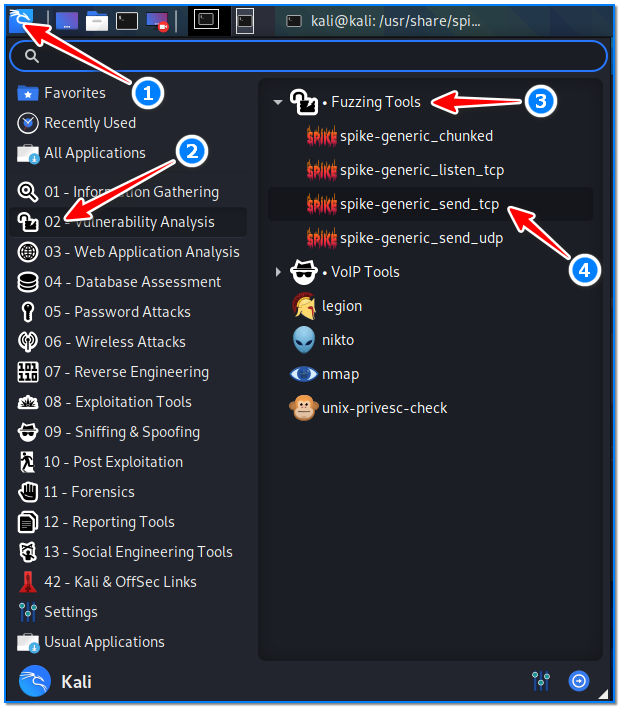 kali@kali: /usr/share/spi...
1
Favorites
Recently Used
All Applications
2
01 - Information Gathering
02 - Vulnerability Analysis
03 - Web Application Analysis
04 - Database Assessment
05 - Password Attacks
06 - Wireless Attacks
07 - Reverse Engineering
08 - Exploitation Tools
09 - Sniffing & Spoofing
10 - Post Exploitation
11 - Forensics
12 - Reporting Tools
13 - Social Engineering Tools
42 - Kali & OffSec Links
Settings
Usual Applications
• Fuzzing Tools
3
SPIKE spike-generic_chunked
SPIKE spike-generic_listen_tcp
SPIKE spike-generic_send_tcp
SPIKE spike-generic_send_udp
4
• VoIP Tools
legion
nikto
nmap
unix-privesc-check
Kali